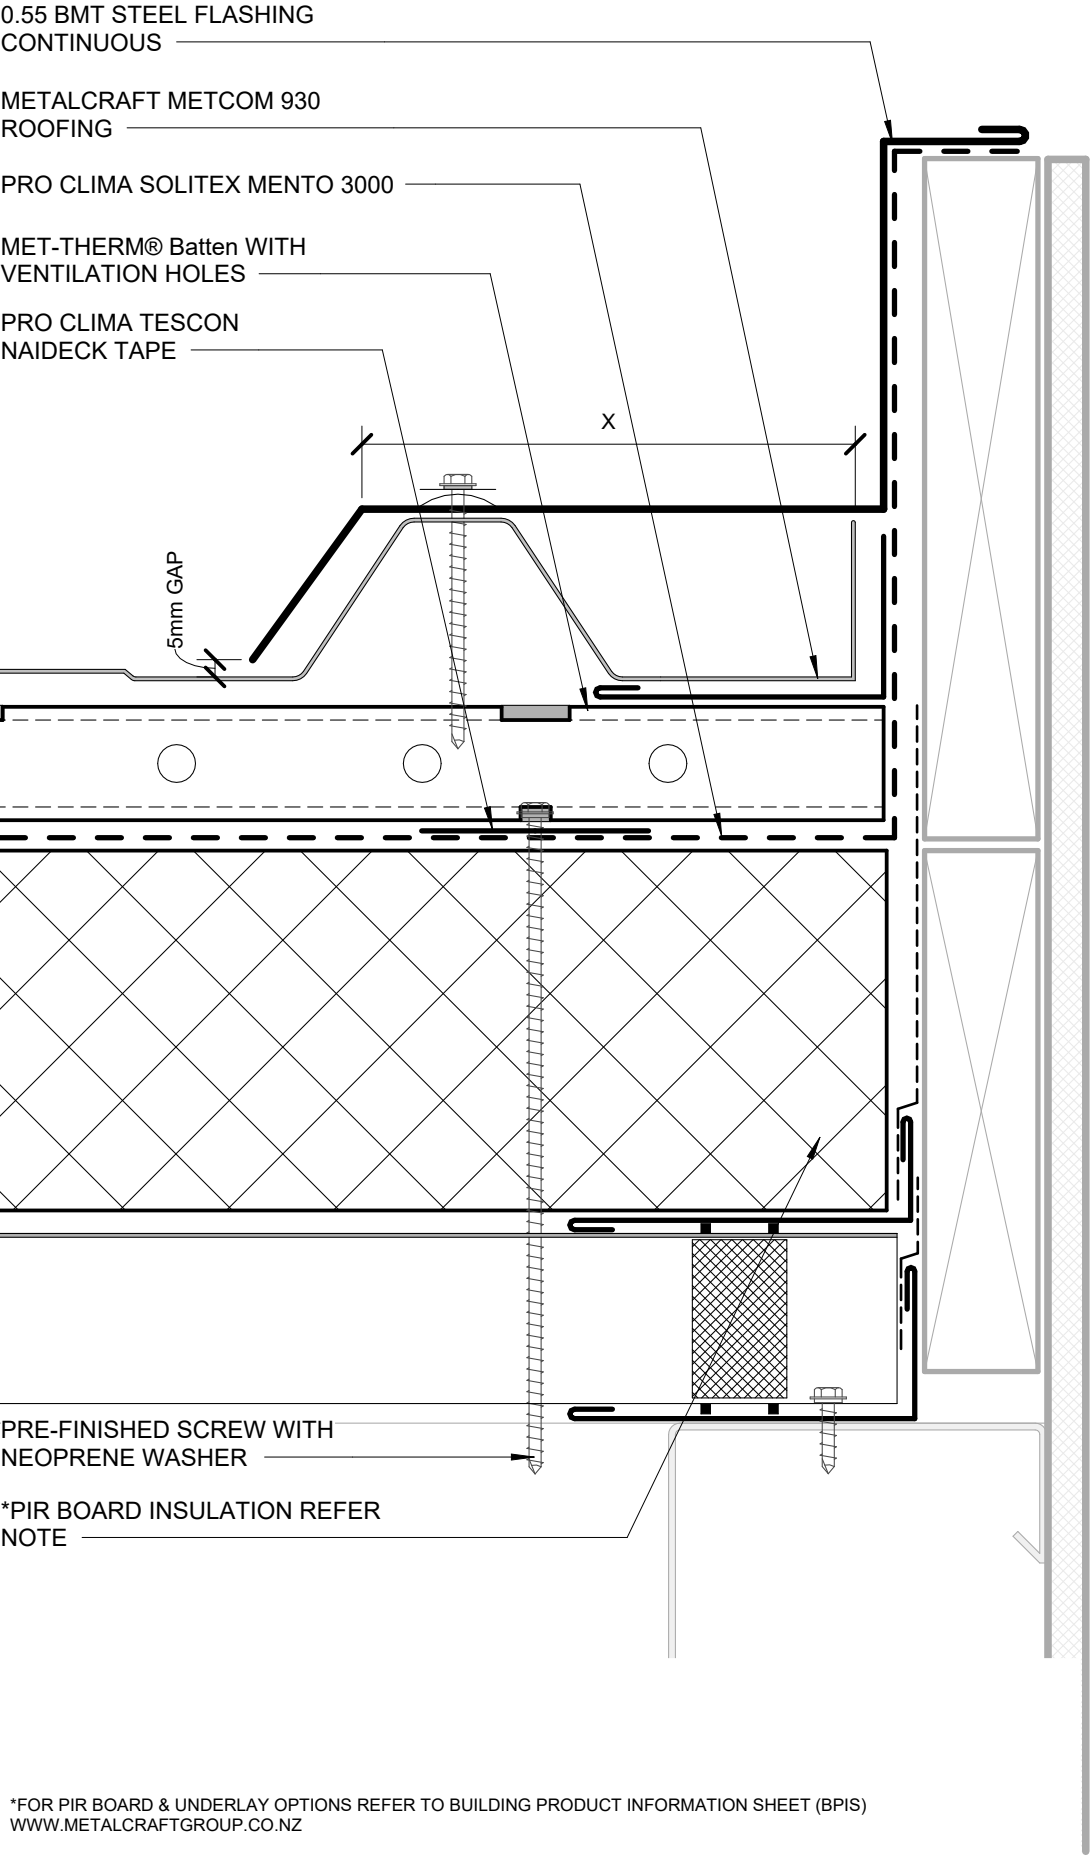 0.55 BMT STEEL FLASHING
CONTINUOUS
METALCRAFT METCOM 930
ROOFING
PRO CLIMA SOLITEX MENTO 3000
MET-THERM® Batten WITH
VENTILATION HOLES
PRO CLIMA TESCON
NAIDECK TAPE
X
5mm GAP
PRE-FINISHED SCREW WITH
NEOPRENE WASHER
*PIR BOARD INSULATION REFER
NOTE
*FOR PIR BOARD & UNDERLAY OPTIONS REFER TO BUILDING PRODUCT INFORMATION SHEET (BPIS)
WWW.METALCRAFTGROUP.CO.NZ